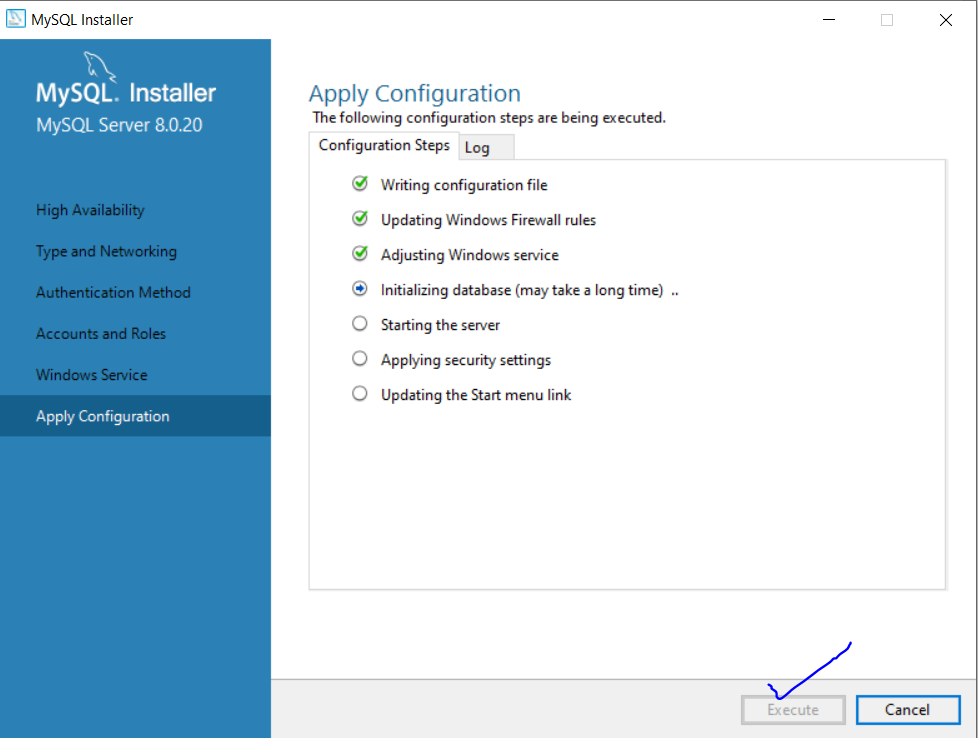 MySQL Installer
MySQL. Installer
MySQL Server 8.0.20
High Availability
Type and Networking
Authentication Method
Accounts and Roles
Windows Service
Apply Configuration
Apply Configuration
The following configuration steps are being executed.
Configuration Steps Log
Writing configuration file
Updating Windows Firewall rules
Adjusting Windows service
Initializing database (may take a long time) ..
Starting the server
Applying security settings
Updating the Start menu link
Execute Cancel